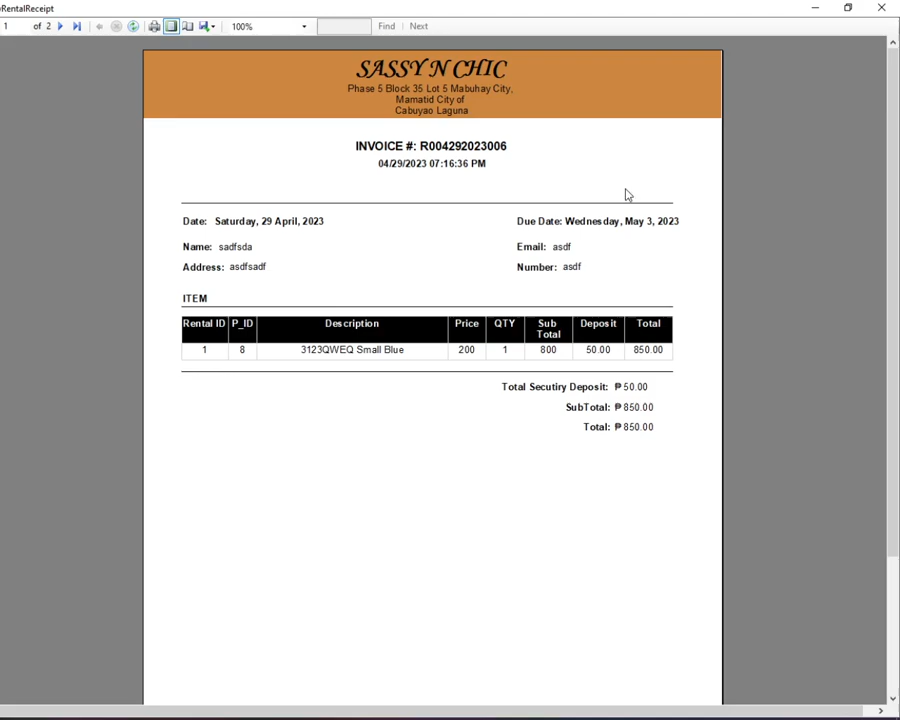 RentalReceipt
1 of 2 100% Find Next
SASSY N CHIC
Phase 5 Block 35 Lot 5 Mabuhay City,
Mamatid City of
Cabuyao Laguna
INVOICE #: R004292023006
04/29/2023 07:16:36 PM
Date: Saturday, 29 April, 2023 Due Date: Wednesday, May 3, 2023
Name: sadfsda Email: asdf
Address: asdfsadf Number: asdf
ITEM
Rental ID P_ID Description Price QTY Sub Deposit Total
Total
1 8 3123QWEQ Small Blue 200 1 800 50.00 850.00
Total Secutiry Deposit: ₱ 50.00
SubTotal: ₱ 850.00
Total: ₱ 850.00